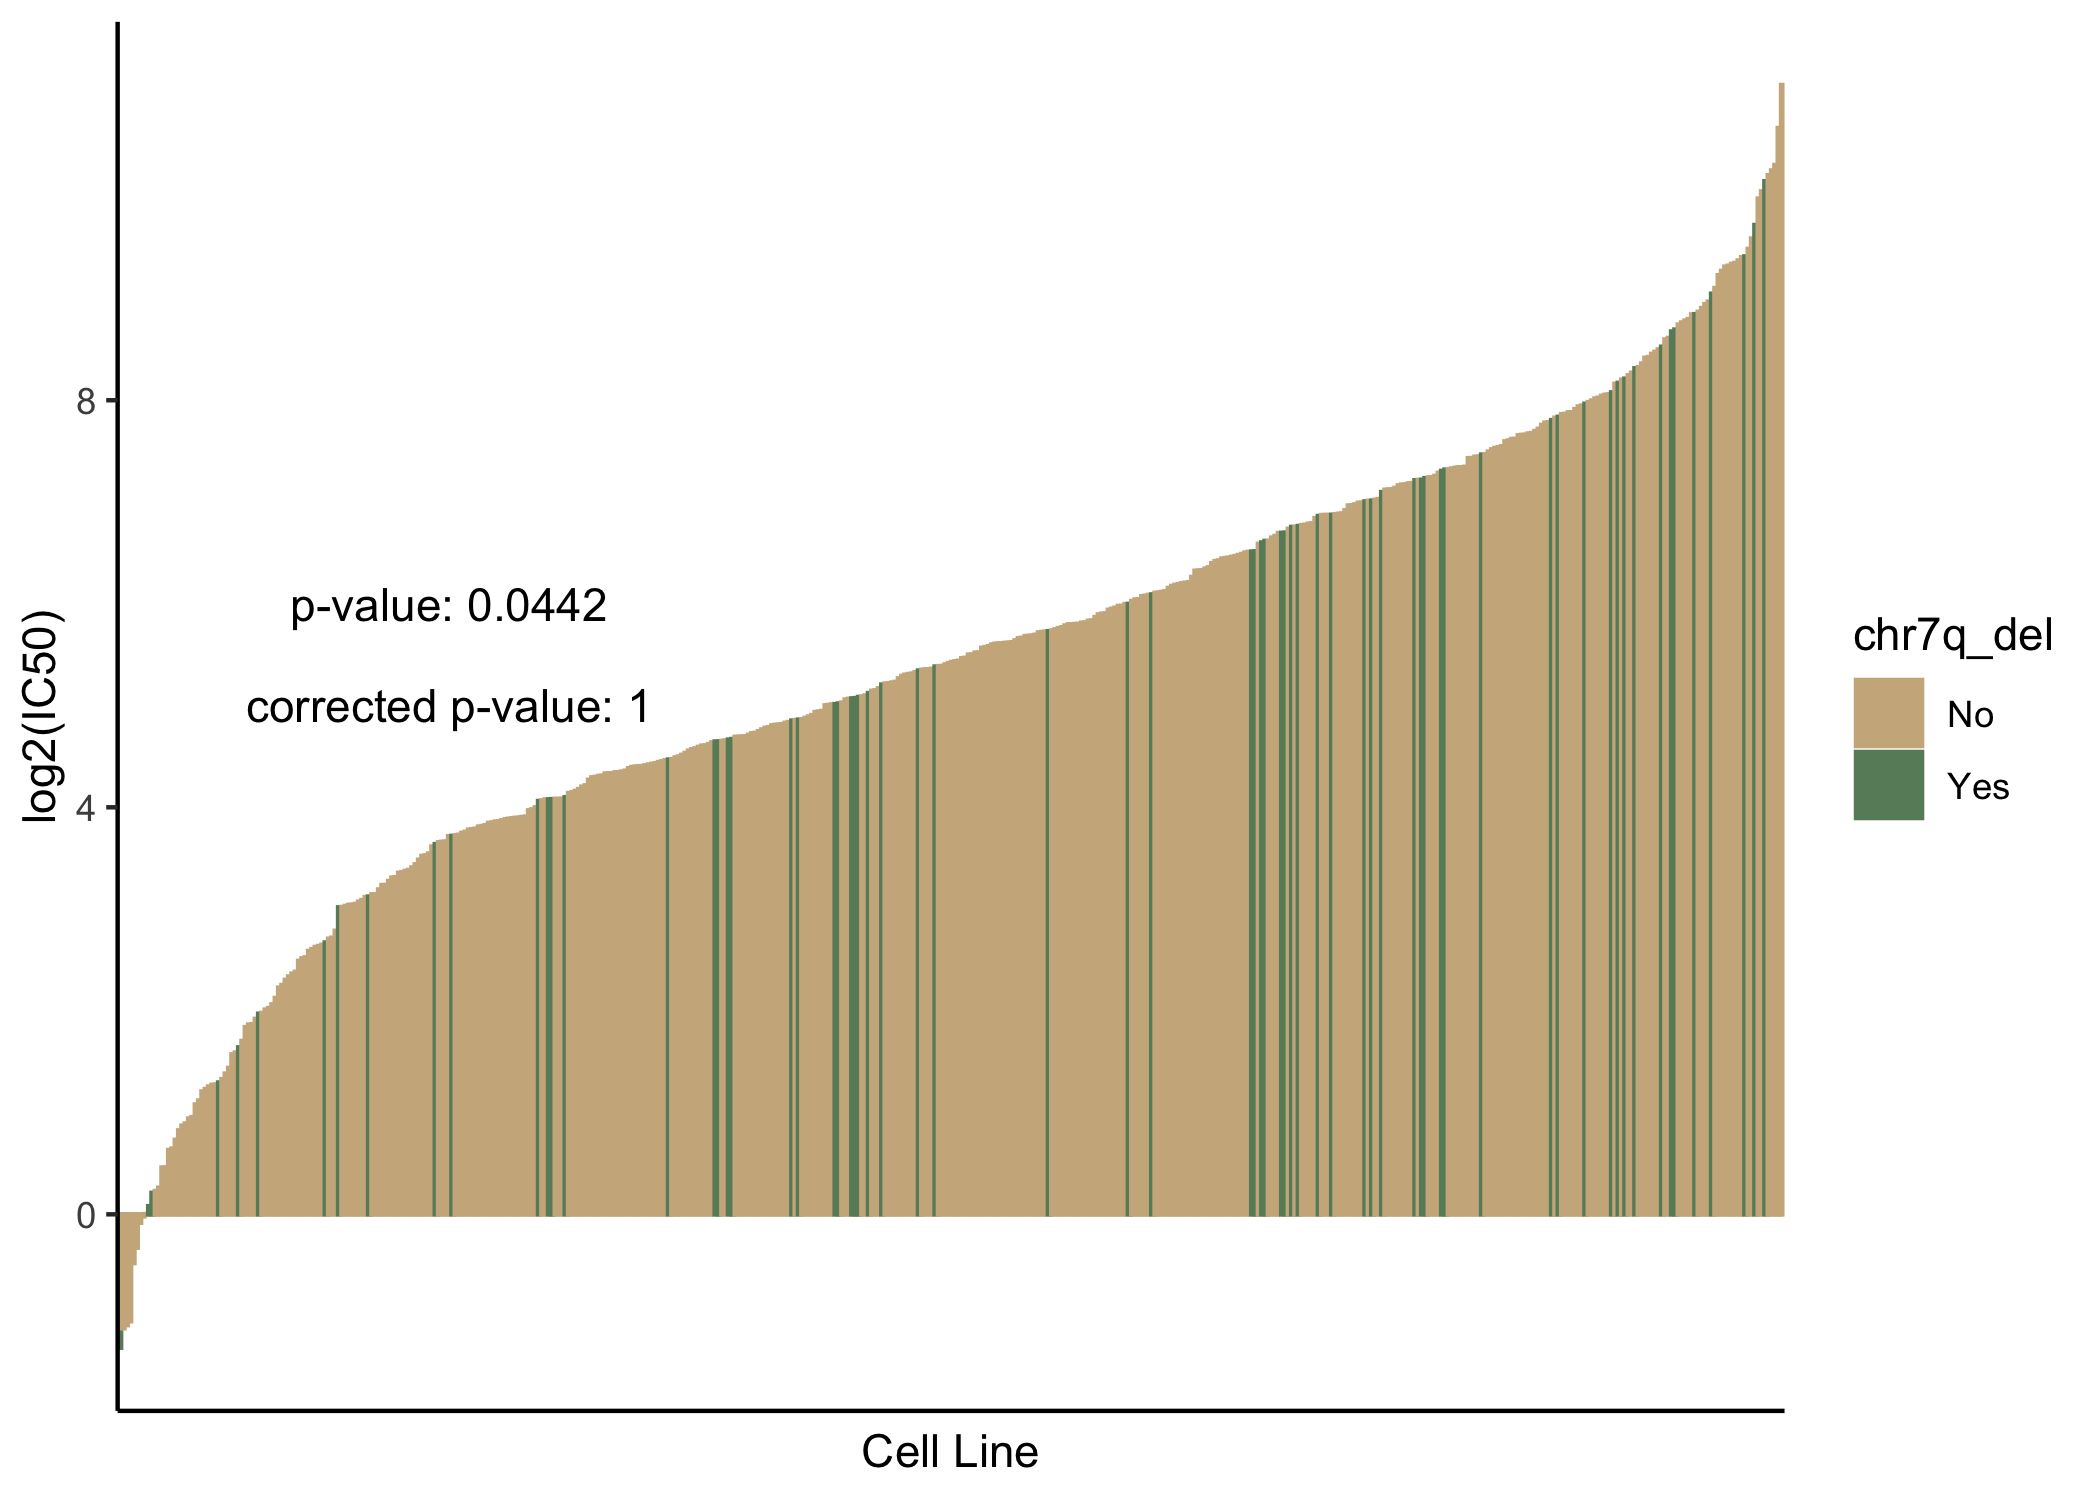 log2(IC50)
8
4
0
p-value: 0.0442
corrected p-value: 1
Cell Line
chr7q_del
No
Yes